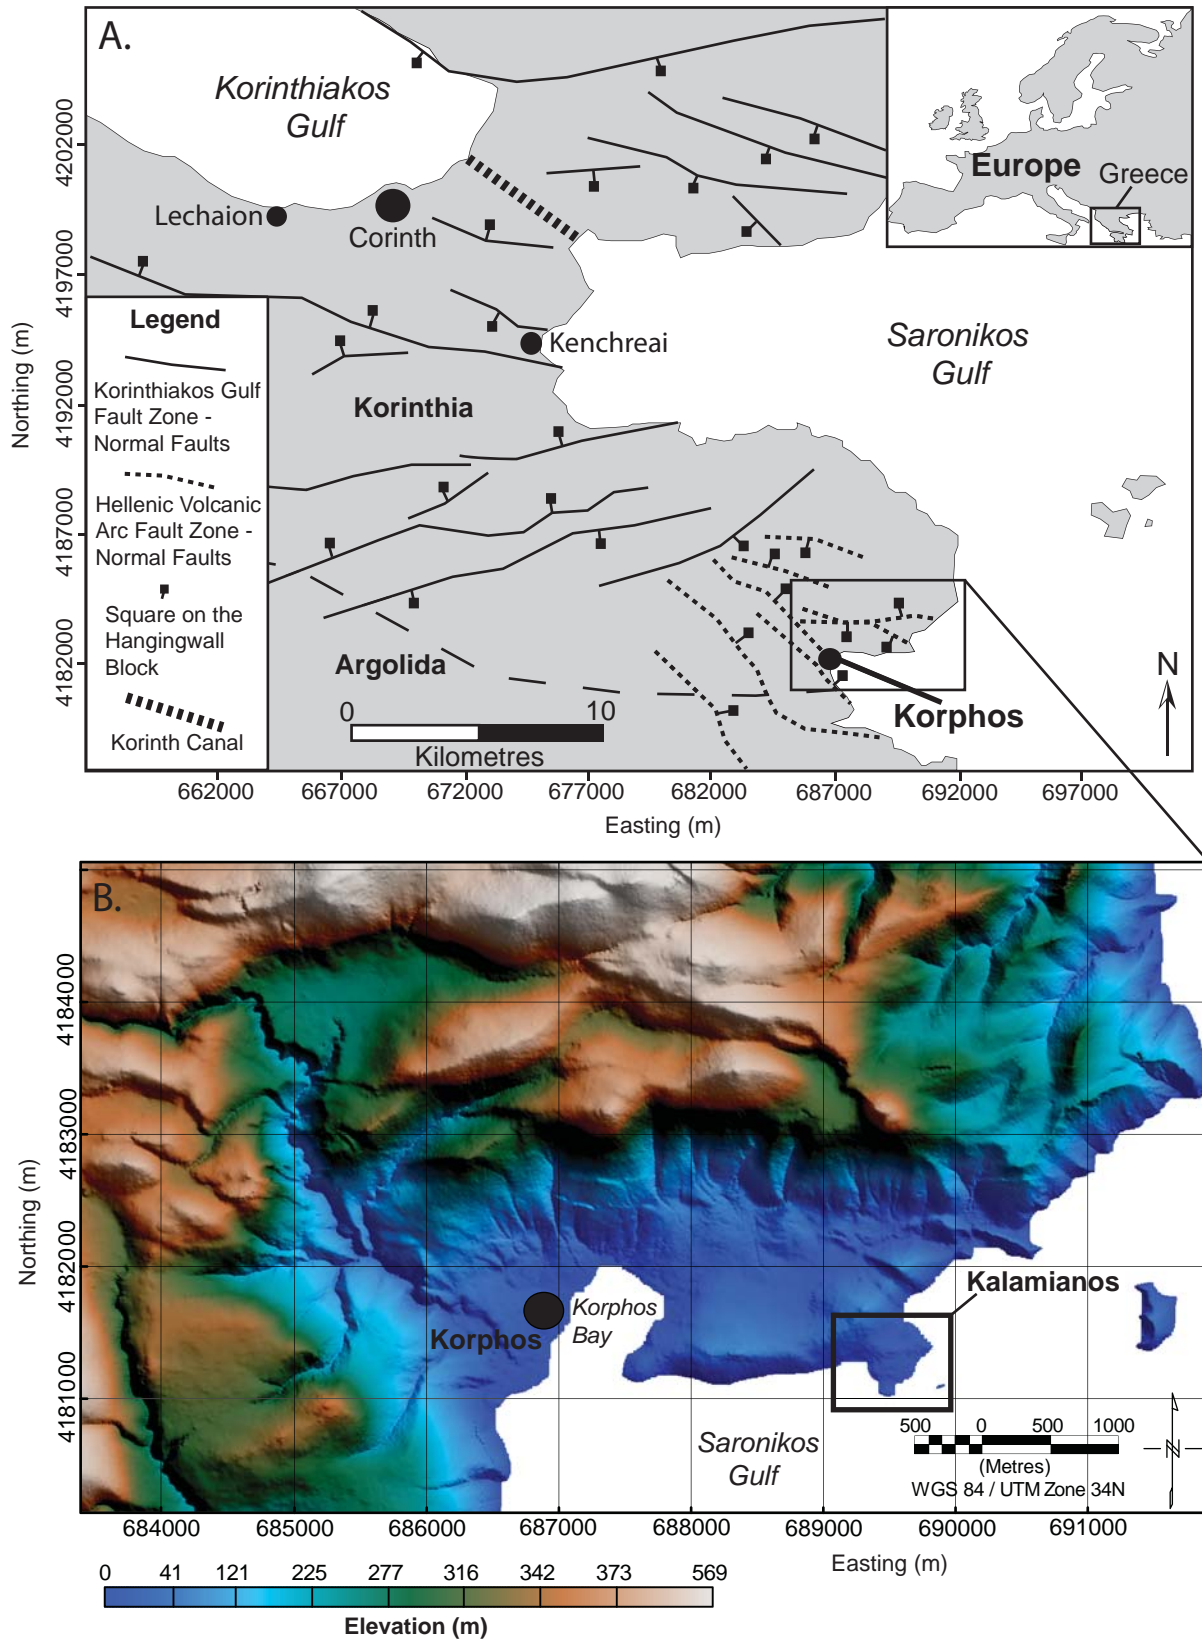 A.
Korinthiakos
Gulf
Europe
Greece
Lechaion
Corinth
Kenchreai
Saronikos
Gulf
Korinthia
Argolida
Korphos
N
0 10
Kilometres
Legend
Korinthiakos Gulf
Fault Zone -
Normal Faults
Hellenic Volcanic
Arc Fault Zone -
Normal Faults
Square on the
Hangingwall
Block
Korinth Canal
Northing (m)
4202000
4197000
4192000
4187000
4182000
662000 667000 672000 677000 682000 687000 692000 697000
Easting (m)
B.
Northing (m)
4184000
4183000
4182000
4181000
Kalamianos
Korphos
Bay
Korphos
Saronikos
Gulf
500 0 500 1000
(Metres)
WGS 84 / UTM Zone 34N
N
684000 685000 686000 687000 688000 689000 690000 691000
Easting (m)
0 41 121 225 277 316 342 373 569
Elevation (m)